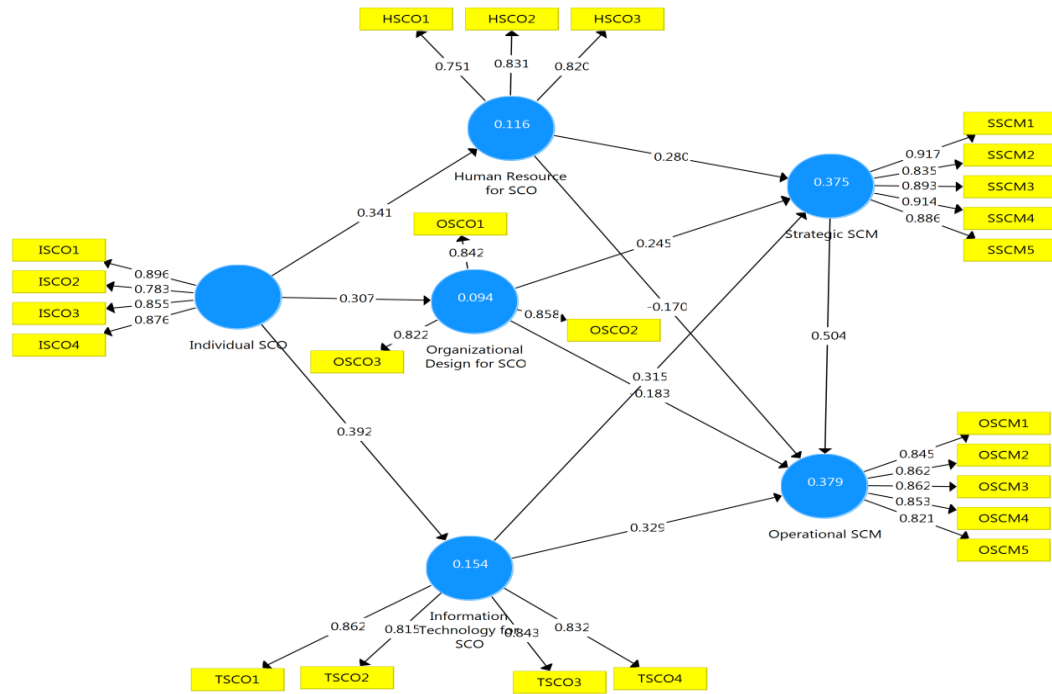 HSCO1
HSCO2
HSCO3
0.751
0.831
0.820
0.116
Human Resource
for SCO
0.280
SSCM1
SSCM2
SSCM3
SSCM4
SSCM5
0.917
0.835
0.893
0.914
0.886
0.375
Strategic SCM
0.341
OSCO1
0.842
0.245
ISCO1
ISCO2
ISCO3
ISCO4
0.896
0.783
0.855
0.876
Individual SCO
0.307
0.094
0.858
OSCO2
0.822
OSCO3
Organizational
Design for SCO
-0.170
0.504
0.315
-0.183
0.392
OSCM1
OSCM2
OSCM3
OSCM4
OSCM5
0.845
0.862
0.862
0.853
0.821
0.379
Operational SCM
0.329
0.154
Information
Technology for
SCO
0.862
0.815
0.843
0.832
TSCO1
TSCO2
TSCO3
TSCO4